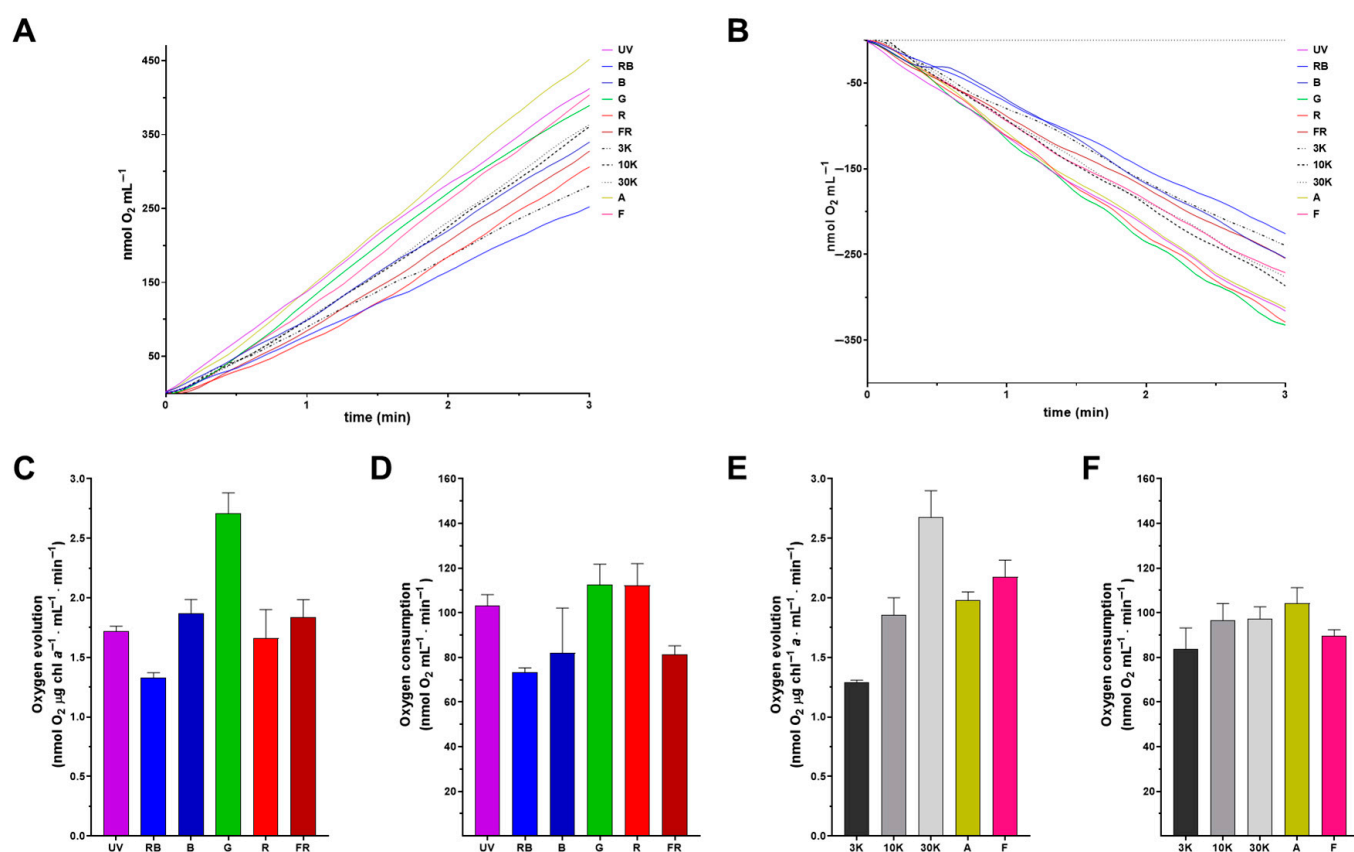 A
nmol O₂ mL⁻¹
450
350
250
150
50
0
1
2
3
time (min)
UV
RB
B
G
R
FR
3K
10K
30K
A
F
B
nmol O₂ mL⁻¹
−50
−150
−250
−350
0
1
2
3
time (min)
UV
RB
B
G
R
FR
3K
10K
30K
A
F
C
Oxygen evolution
(nmol O₂ µg chl a⁻¹ · mL⁻¹ · min⁻¹)
3.0
2.5
2.0
1.5
1.0
0.5
0.0
UV RB B G R FR
D
Oxygen consumption
(nmol O₂ mL⁻¹ · min⁻¹)
160
140
120
100
80
60
40
20
UV RB B G R FR
E
Oxygen evolution
(nmol O₂ µg chl⁻¹ a · mL⁻¹ · min⁻¹)
3.0
2.5
2.0
1.5
1.0
0.5
0.0
3K 10K 30K A F
F
Oxygen consumption
(nmol O₂ mL⁻¹ · min⁻¹)
160
140
120
100
80
60
40
20
3K 10K 30K A F